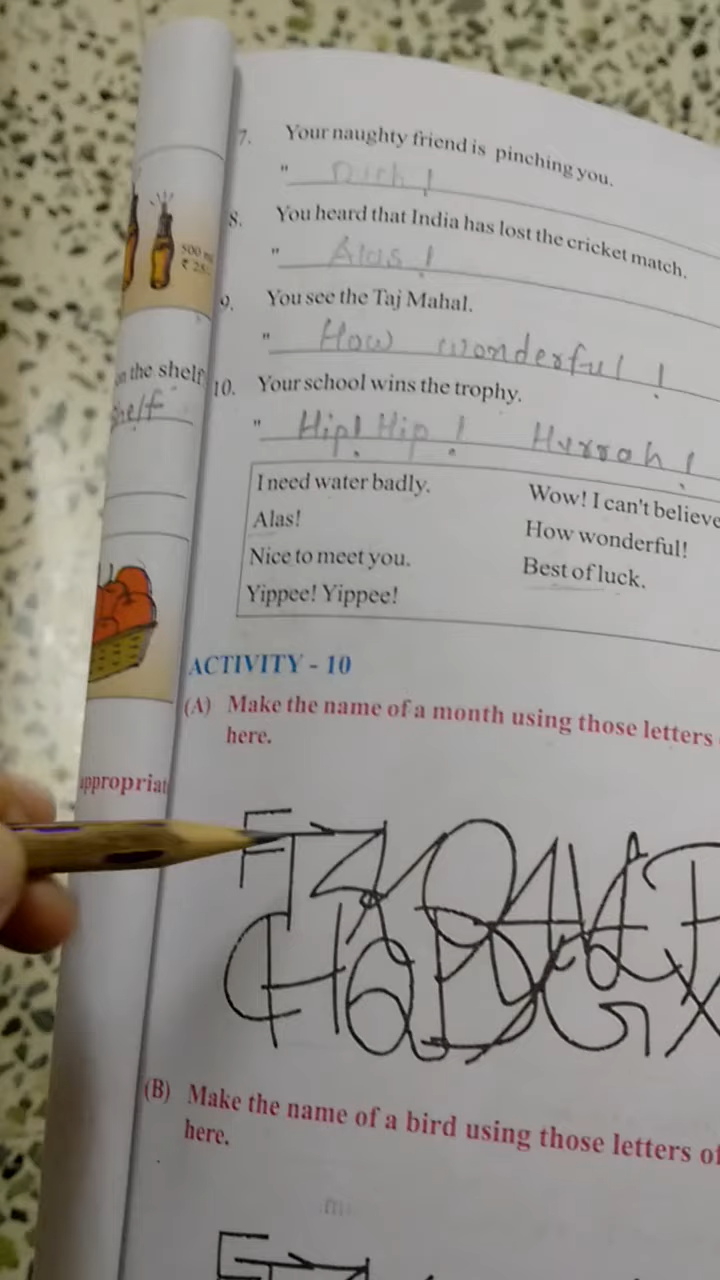 7. Your naughty friend is pinching you.
" Ouch!
8. You heard that India has lost the cricket match.
" Alas!
9. You see the Taj Mahal.
" How wonderful!
on the shelf
10. Your school wins the trophy.
shelf
" Hip! Hip! Hurrah!
I need water badly. Wow! I can't believe
Alas! How wonderful!
Nice to meet you. Best of luck.
Yippee! Yippee!
ACTIVITY - 10
(A) Make the name of a month using those letters
here.
appropriat
(B) Make the name of a bird using those letters of
here.